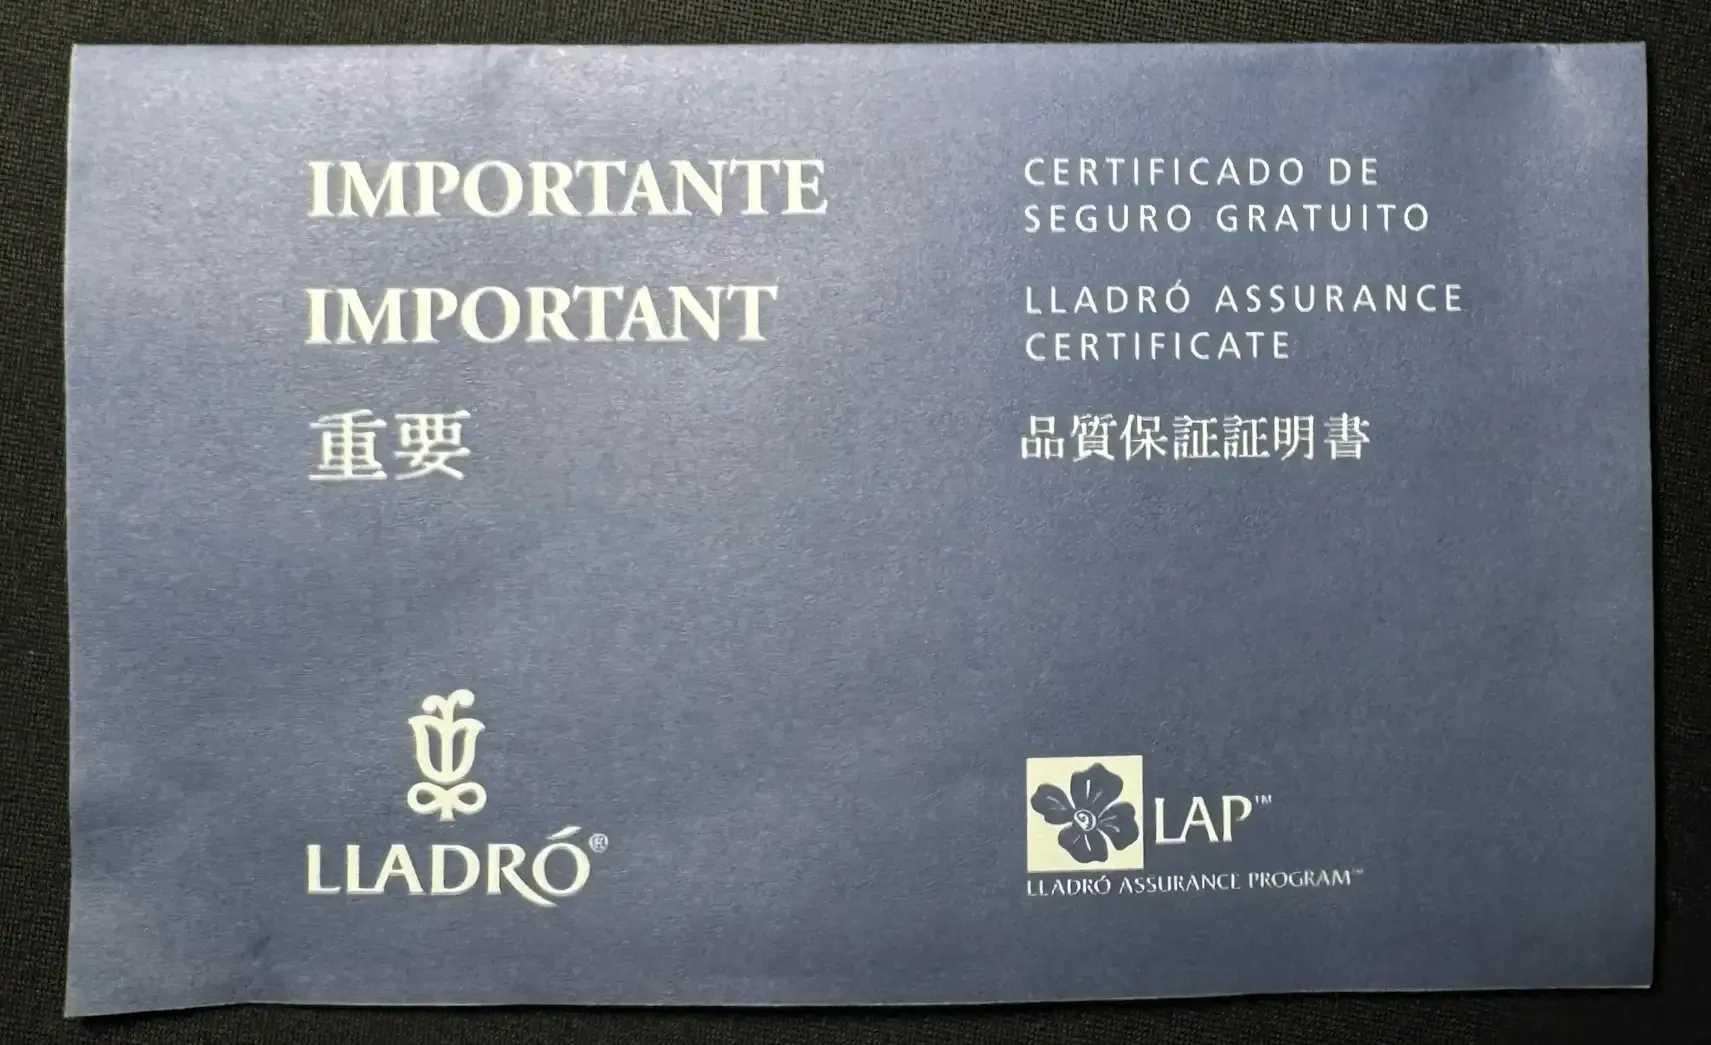 IMPORTANTE
IMPORTANT
重要
CERTIFICADO DE
SEGURO GRATUITO
LLADRÓ ASSURANCE
CERTIFICATE
品質保証証明書
LLADRÓ®
LAP™
LLADRÓ ASSURANCE PROGRAM™